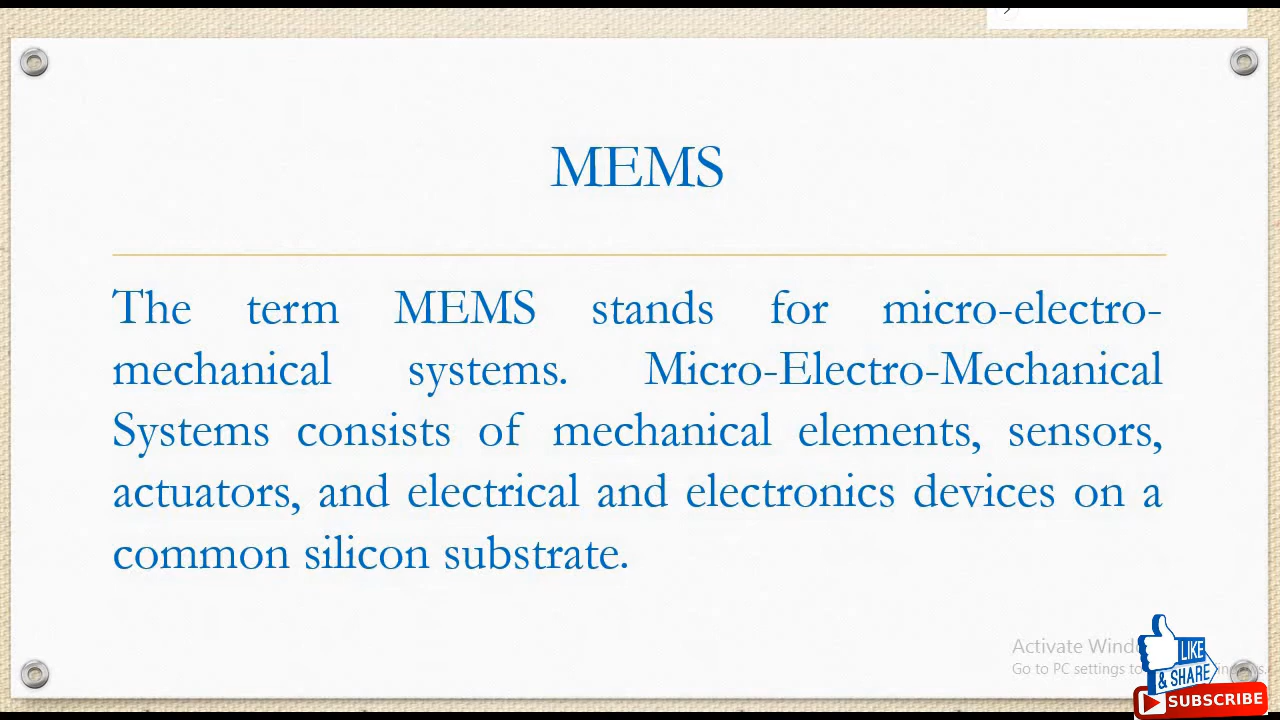 MEMS
The term MEMS stands for micro-electro-
mechanical systems. Micro-Electro-Mechanical
Systems consists of mechanical elements, sensors,
actuators, and electrical and electronics devices on a
common silicon substrate.
Activate
Go to PC settings to
LIKE
& SHARE
SUBSCRIBE